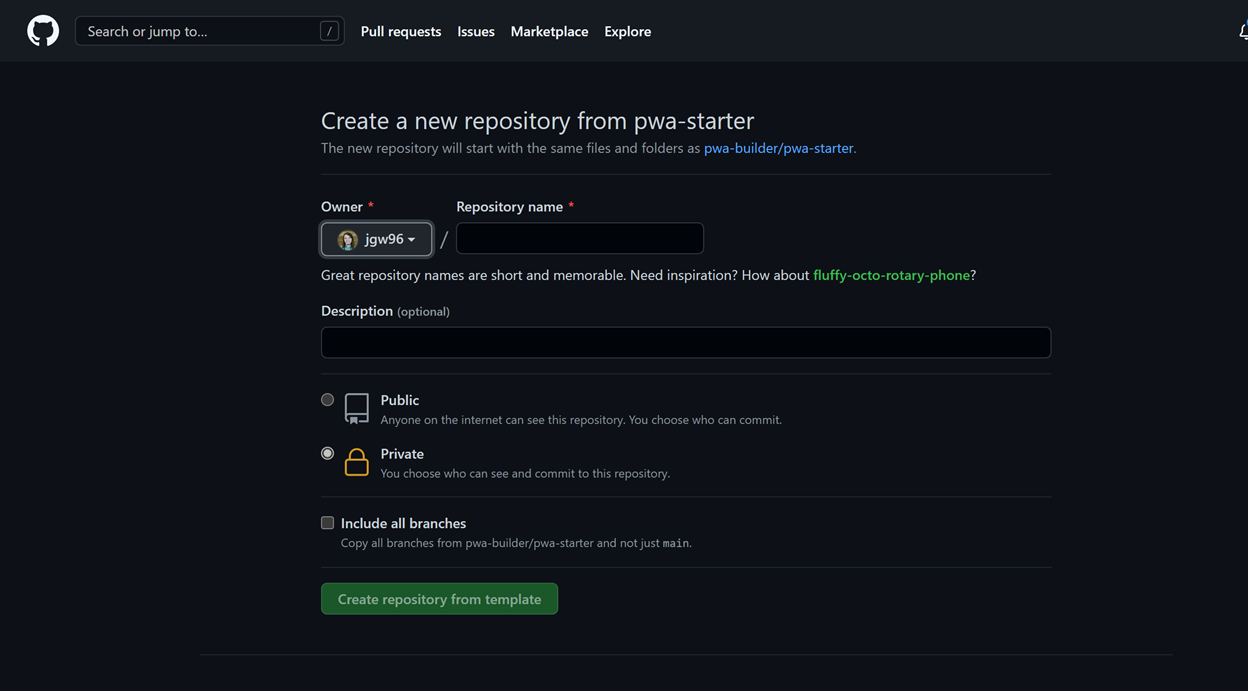 Search or jump to... /
Pull requests Issues Marketplace Explore
Create a new repository from pwa-starter
The new repository will start with the same files and folders as pwa-builder/pwa-starter.
Owner * Repository name *
jgw96 /
Great repository names are short and memorable. Need inspiration? How about fluffy-octo-rotary-phone?
Description (optional)
Public
Anyone on the internet can see this repository. You choose who can commit.
Private
You choose who can see and commit to this repository.
Include all branches
Copy all branches from pwa-builder/pwa-starter and not just main.
Create repository from template